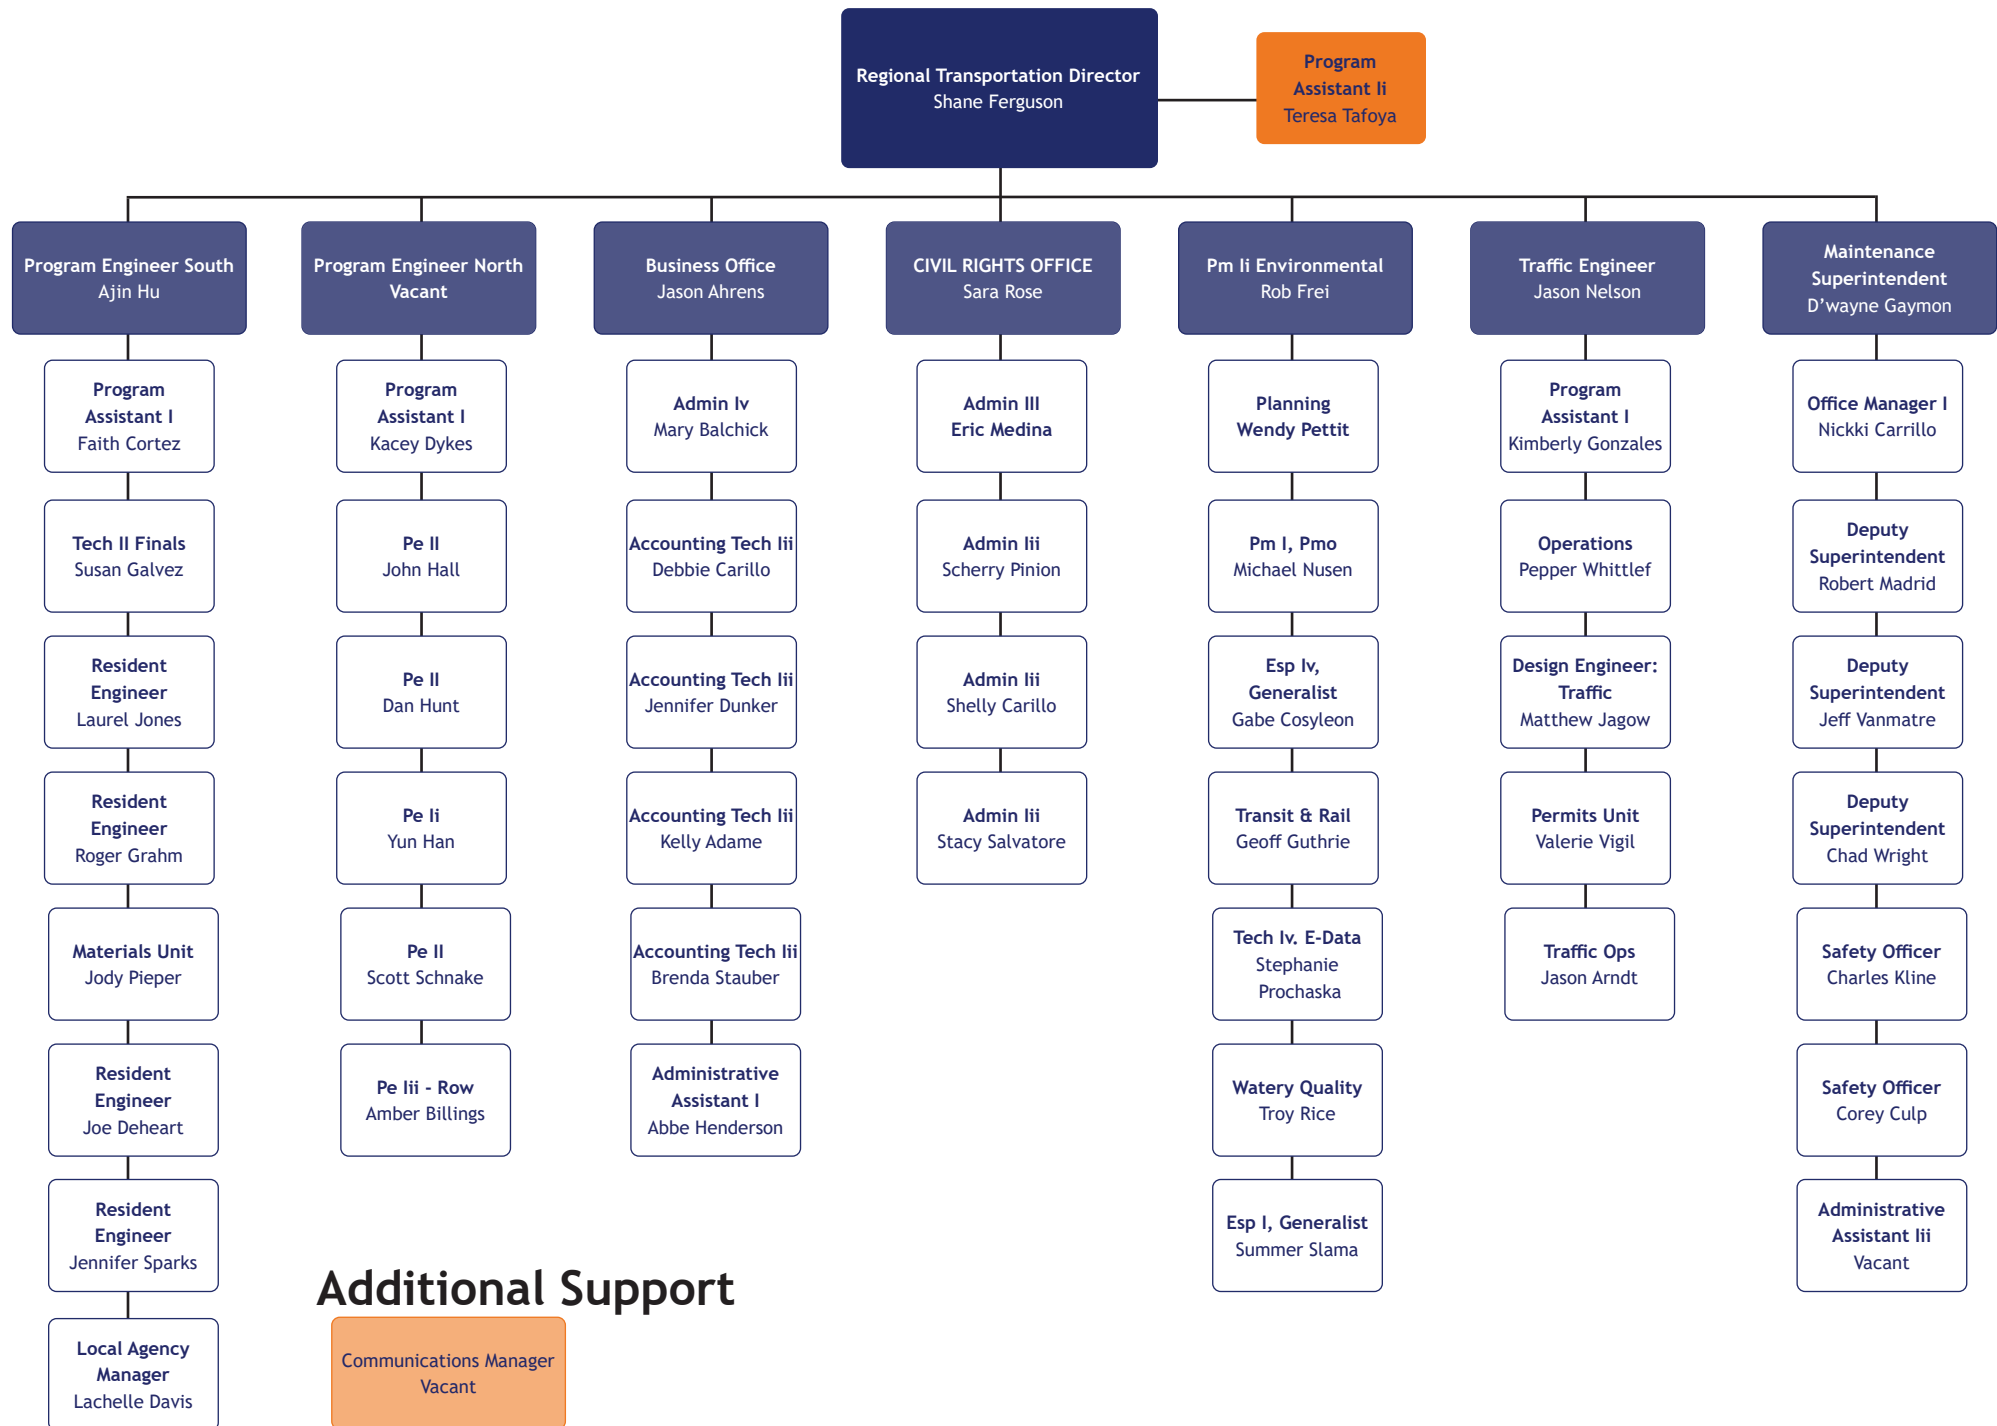 Regional Transportation Director
Shane Ferguson
Program
Assistant Ii
Teresa Tafoya
Program Engineer South
Ajin Hu
Program Engineer North
Vacant
Business Office
Jason Ahrens
CIVIL RIGHTS OFFICE
Sara Rose
Pm Ii Environmental
Rob Frei
Traffic Engineer
Jason Nelson
Maintenance
Superintendent
D’wayne Gaymon
Program
Assistant I
Faith Cortez
Tech II Finals
Susan Galvez
Resident
Engineer
Laurel Jones
Resident
Engineer
Roger Grahm
Materials Unit
Jody Pieper
Resident
Engineer
Joe Deheart
Resident
Engineer
Jennifer Sparks
Local Agency
Manager
Lachelle Davis
Program
Assistant I
Kacey Dykes
Pe II
John Hall
Pe II
Dan Hunt
Pe Ii
Yun Han
Pe II
Scott Schnake
Pe Iii - Row
Amber Billings
Admin Iv
Mary Balchick
Accounting Tech Iii
Debbie Carillo
Accounting Tech Iii
Jennifer Dunker
Accounting Tech Iii
Kelly Adame
Accounting Tech Iii
Brenda Stauber
Administrative
Assistant I
Abbe Henderson
Admin III
Eric Medina
Admin Iii
Scherry Pinion
Admin Iii
Shelly Carillo
Admin Iii
Stacy Salvatore
Planning
Wendy Pettit
Pm I, Pmo
Michael Nusen
Esp Iv,
Generalist
Gabe Cosyleon
Transit & Rail
Geoff Guthrie
Tech Iv. E-Data
Stephanie
Prochaska
Watery Quality
Troy Rice
Esp I, Generalist
Summer Slama
Program
Assistant I
Kimberly Gonzales
Operations
Pepper Whittlef
Design Engineer:
Traffic
Matthew Jagow
Permits Unit
Valerie Vigil
Traffic Ops
Jason Arndt
Office Manager I
Nickki Carrillo
Deputy
Superintendent
Robert Madrid
Deputy
Superintendent
Jeff Vanmatre
Deputy
Superintendent
Chad Wright
Safety Officer
Charles Kline
Safety Officer
Corey Culp
Administrative
Assistant Iii
Vacant
Additional Support
Communications Manager
Vacant